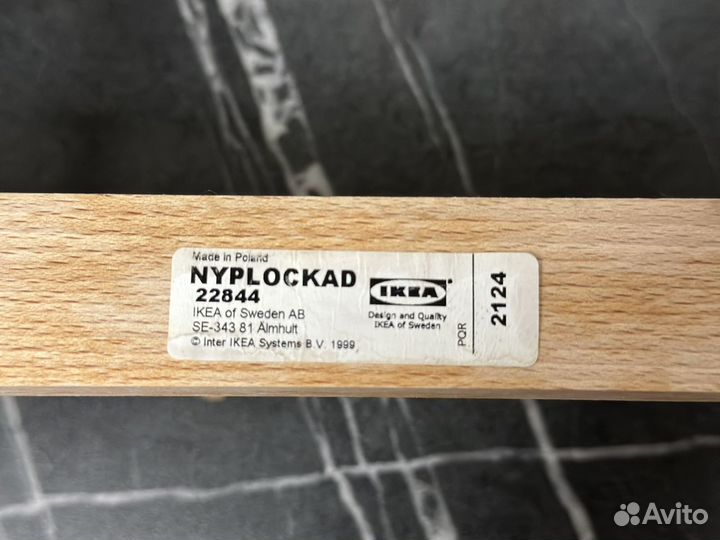 Made in Poland
NYPLOCKAD
22844
IKEA of Sweden AB
SE-343 81 Älmhult
© Inter IKEA Systems B.V. 1999
IKEA
Design and Quality
IKEA of Sweden
PQR
2124
Avito